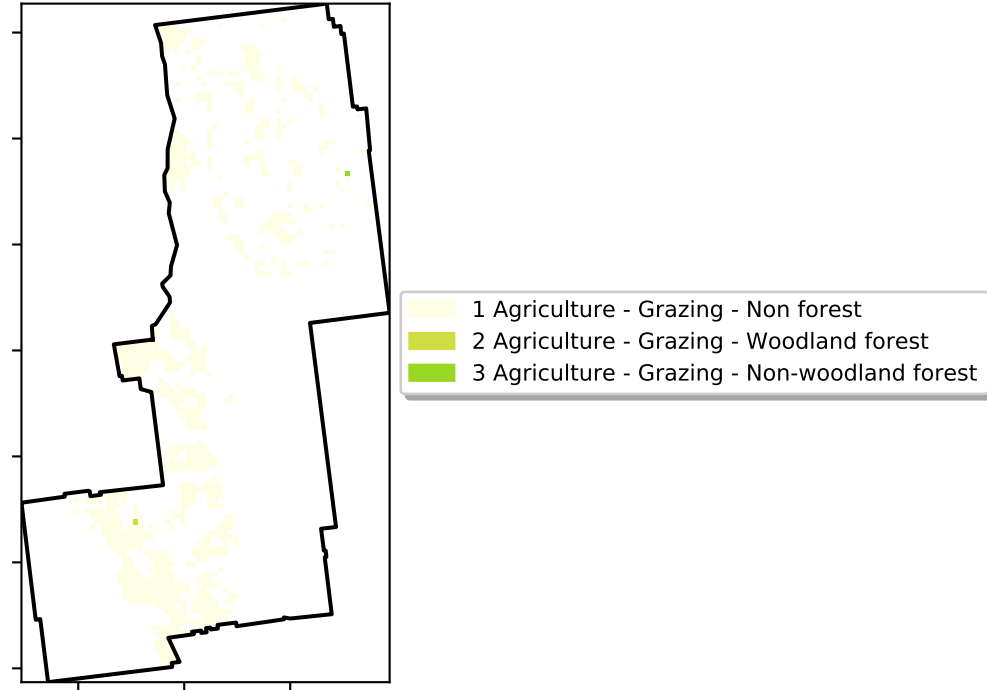 1 Agriculture - Grazing - Non forest
2 Agriculture - Grazing - Woodland forest
3 Agriculture - Grazing - Non-woodland forest